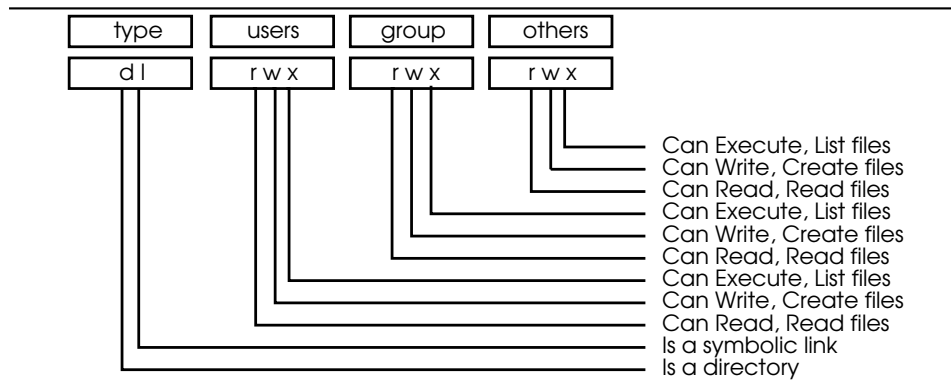 type users group others
d l r w x r w x r w x
Can Execute, List files
Can Write, Create files
Can Read, Read files
Can Execute, List files
Can Write, Create files
Can Read, Read files
Can Execute, List files
Can Write, Create files
Can Read, Read files
Is a symbolic link
Is a directory